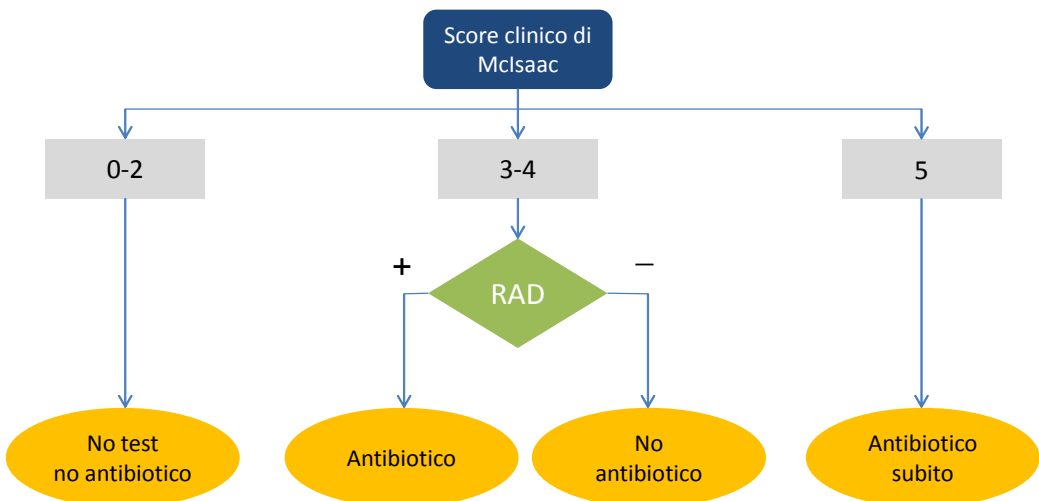 Score clinico di
McIsaac
0-2
3-4
5
+
–
RAD
No test
no antibiotico
Antibiotico
No
antibiotico
Antibiotico
subito